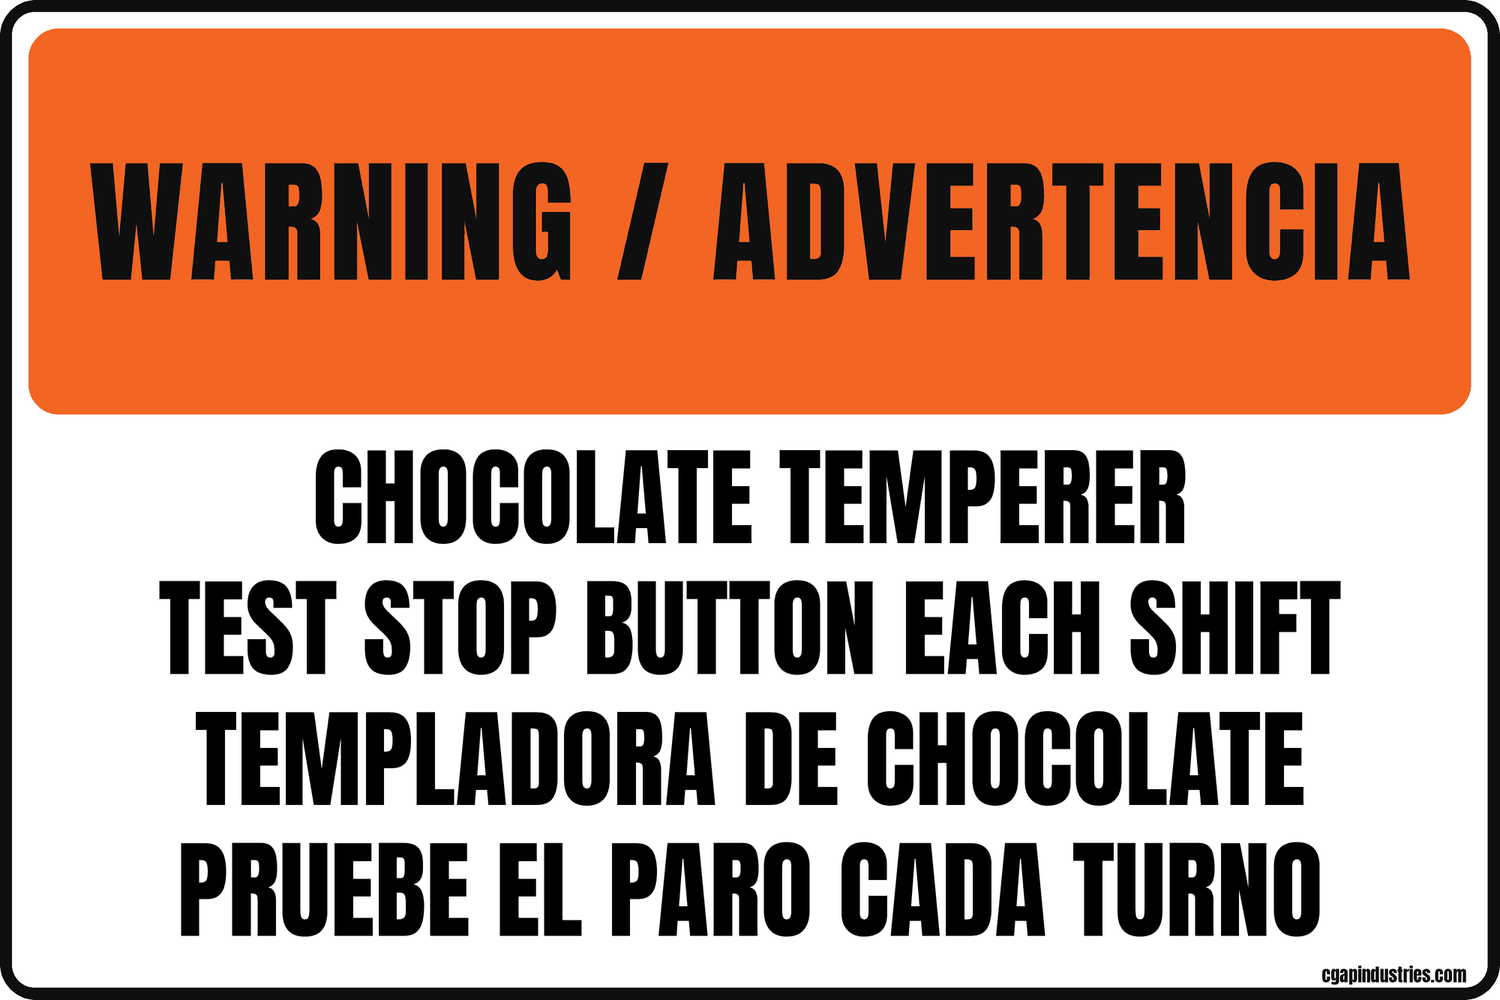 WARNING / ADVERTENCIA
CHOCOLATE TEMPERER
TEST STOP BUTTON EACH SHIFT
TEMPLADORA DE CHOCOLATE
PRUEBE EL PARO CADA TURNO
cgapindustries.com